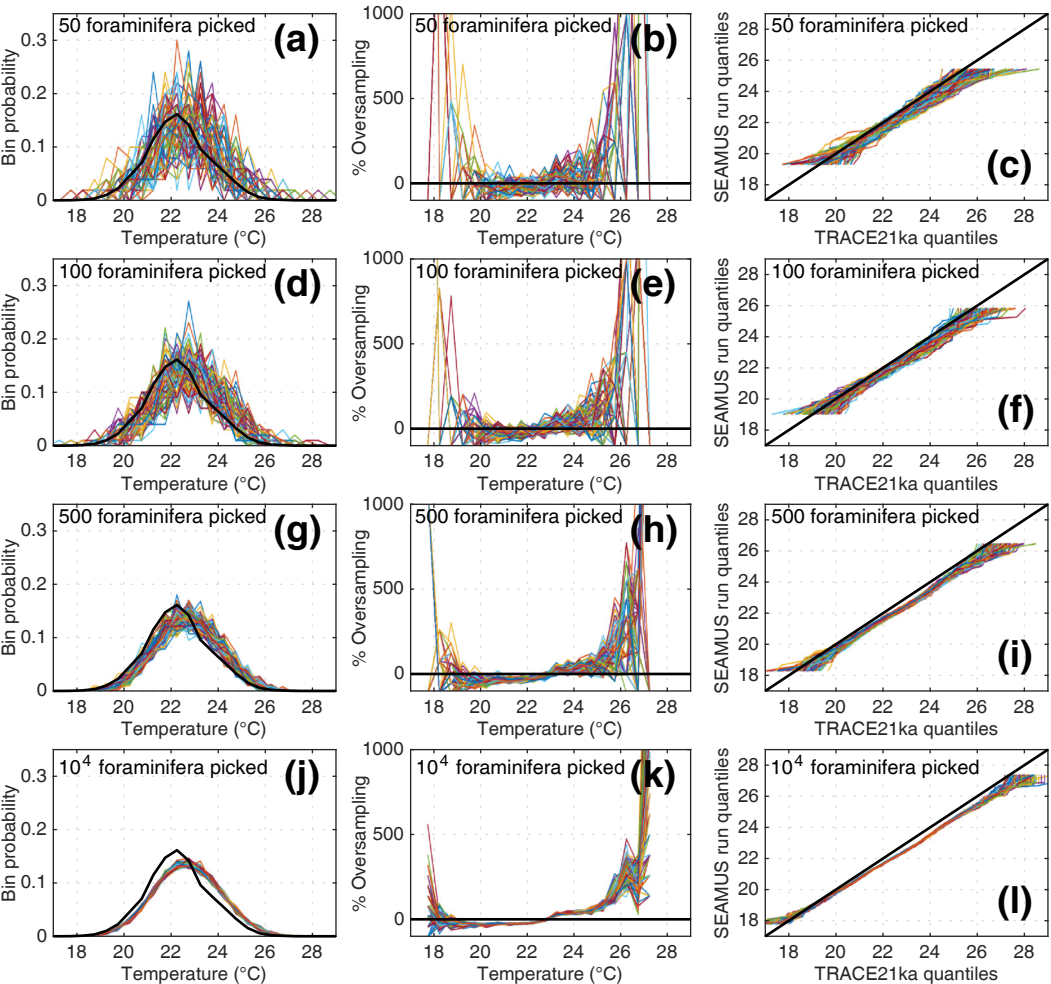 50 foraminifera picked
(a)
Bin probability
0.3
0.2
0.1
0
20 22 24 26 28
Temperature (°C)
50 foraminifera picked
(b)
% Oversampling
1000
500
0
18 20 22 24 26 28
Temperature (°C)
50 foraminifera picked
(c)
SEAMUS run quantiles
28
26
24
22
20
18
18 20 22 24 26 28
TRACE21ka quantiles
100 foraminifera picked
(d)
Bin probability
0.3
0.2
0.1
0
20 22 24 26 28
Temperature (°C)
100 foraminifera picked
(e)
% Oversampling
1000
500
0
18 20 22 24 26 28
Temperature (°C)
100 foraminifera picked
(f)
SEAMUS run quantiles
28
26
24
22
20
18
18 20 22 24 26 28
TRACE21ka quantiles
500 foraminifera picked
(g)
Bin probability
0.3
0.2
0.1
0
20 22 24 26 28
Temperature (°C)
500 foraminifera picked
(h)
% Oversampling
1000
500
0
18 20 22 24 26 28
Temperature (°C)
500 foraminifera picked
(i)
SEAMUS run quantiles
28
26
24
22
20
18
18 20 22 24 26 28
TRACE21ka quantiles
10⁴ foraminifera picked
(j)
Bin probability
0.3
0.2
0.1
0
20 22 24 26 28
Temperature (°C)
10⁴ foraminifera picked
(k)
% Oversampling
1000
500
0
18 20 22 24 26 28
Temperature (°C)
10⁴ foraminifera picked
(l)
SEAMUS run quantiles
28
26
24
22
20
18
18 20 22 24 26 28
TRACE21ka quantiles